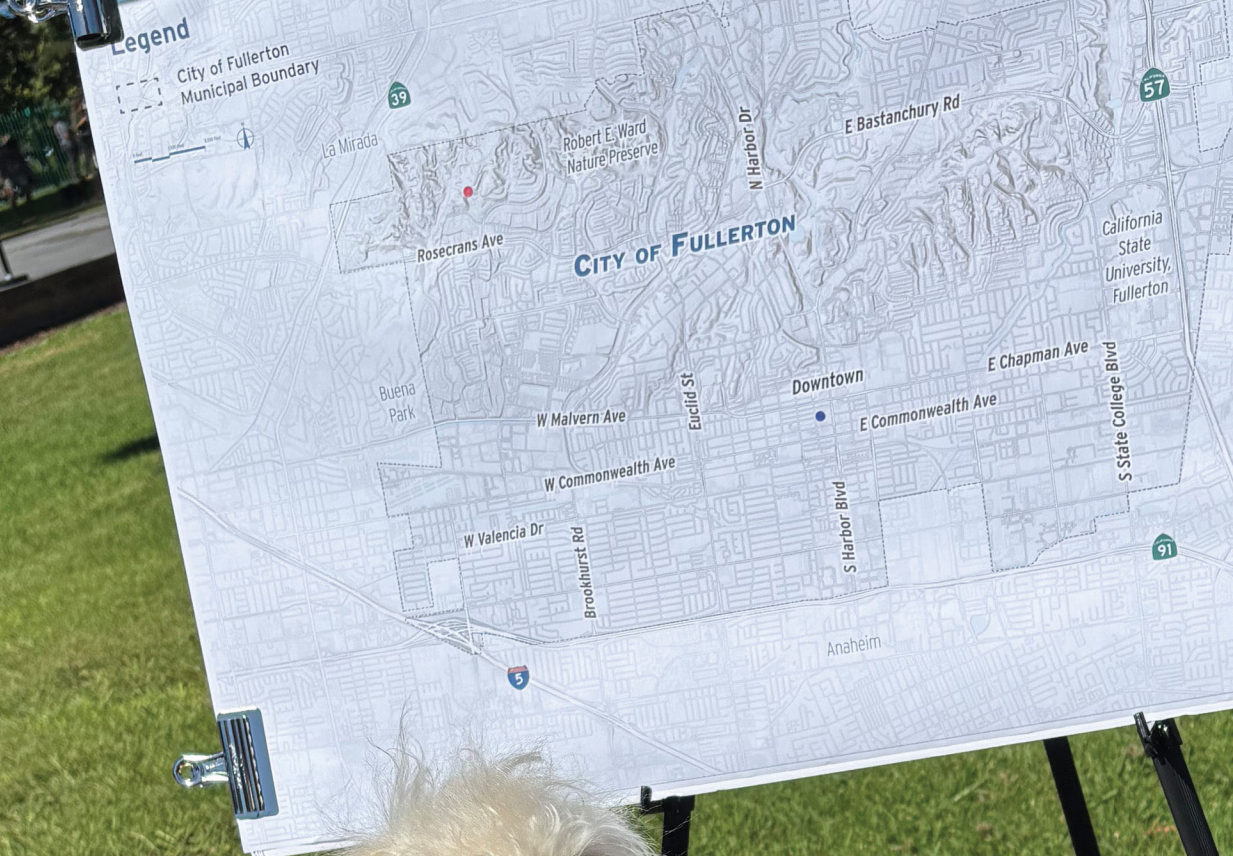 Legend
City of Fullerton
Municipal Boundary
39
57
La Mirada
Robert E. Ward
Nature Preserve
N Harbor Dr
E Bastanchury Rd
Rosecrans Ave
CITY OF FULLERTON
California
State
University,
Fullerton
Buena
Park
W Malvern Ave
Euclid St
Downtown
E Chapman Ave
E Commonwealth Ave
S State College Blvd
W Commonwealth Ave
W Valencia Dr
Brookhurst Rd
S Harbor Blvd
91
Anaheim
5